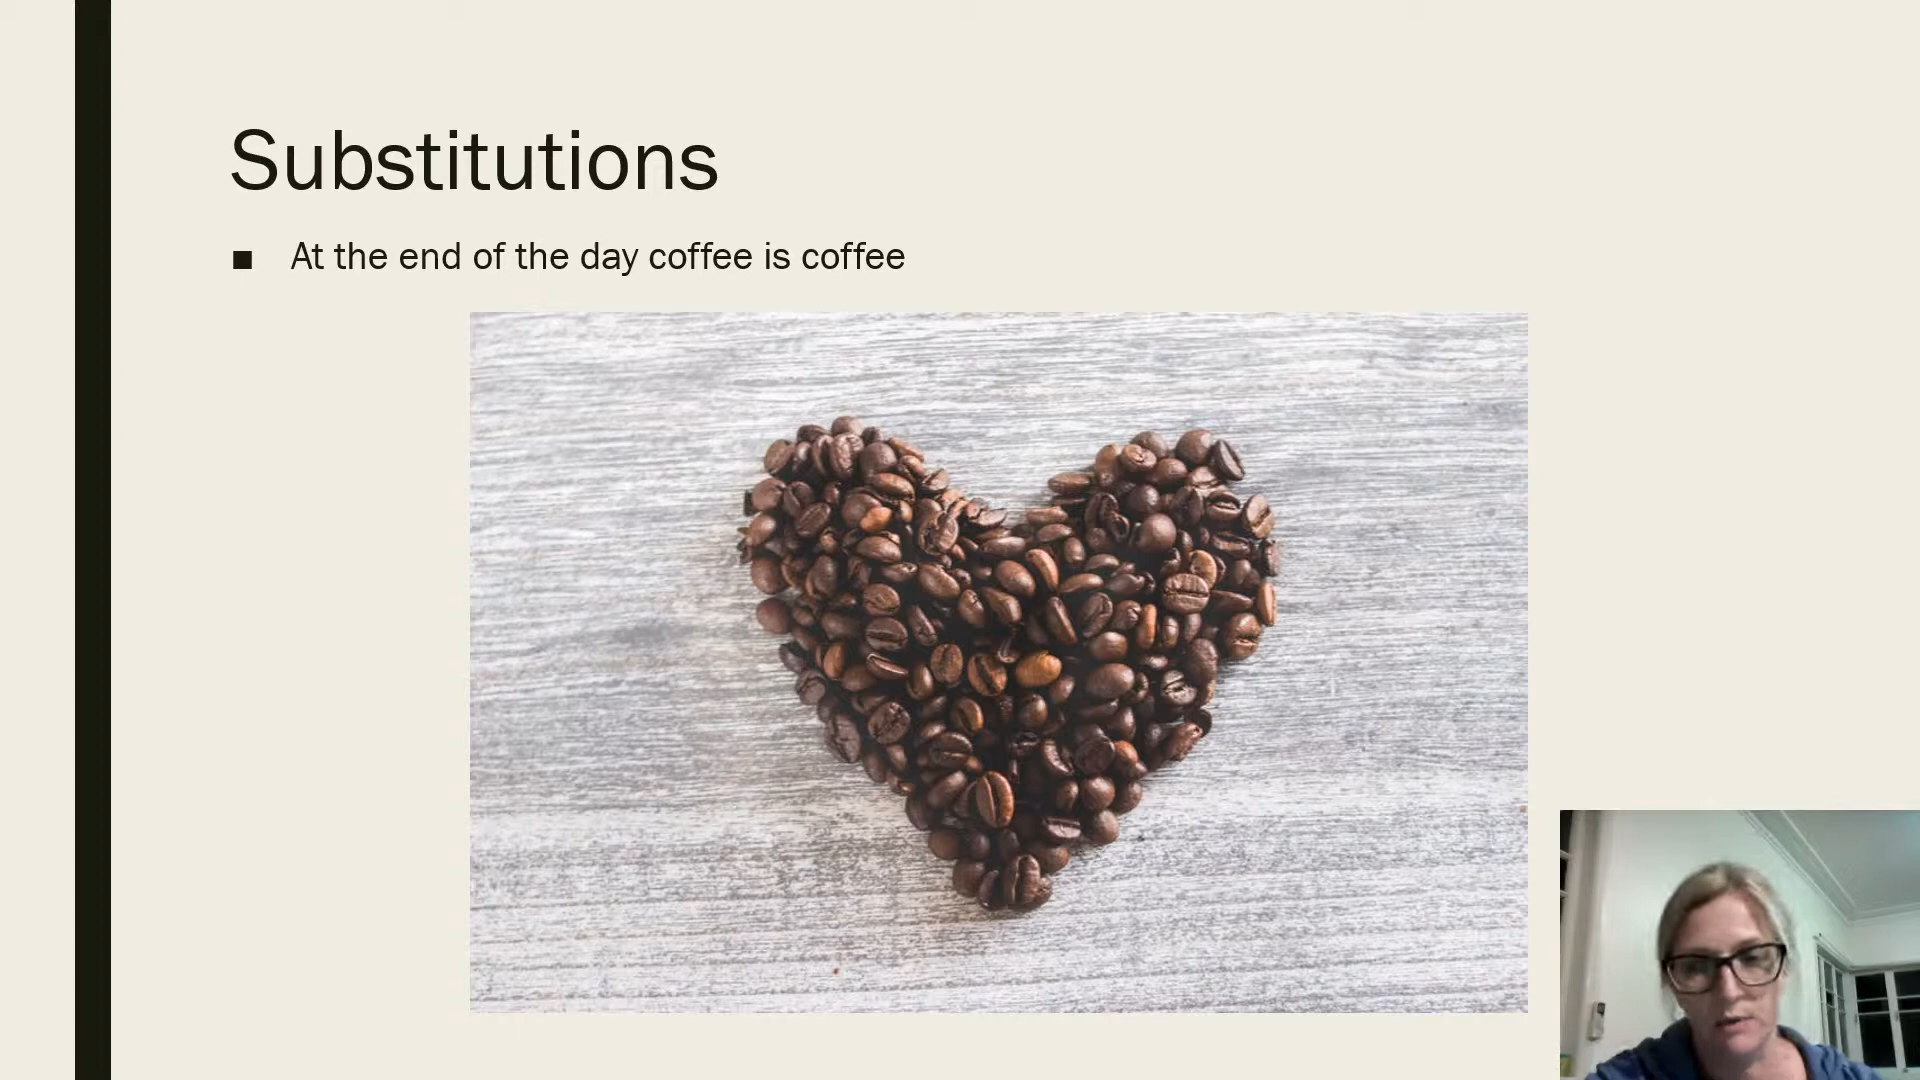 Substitutions
At the end of the day coffee is coffee